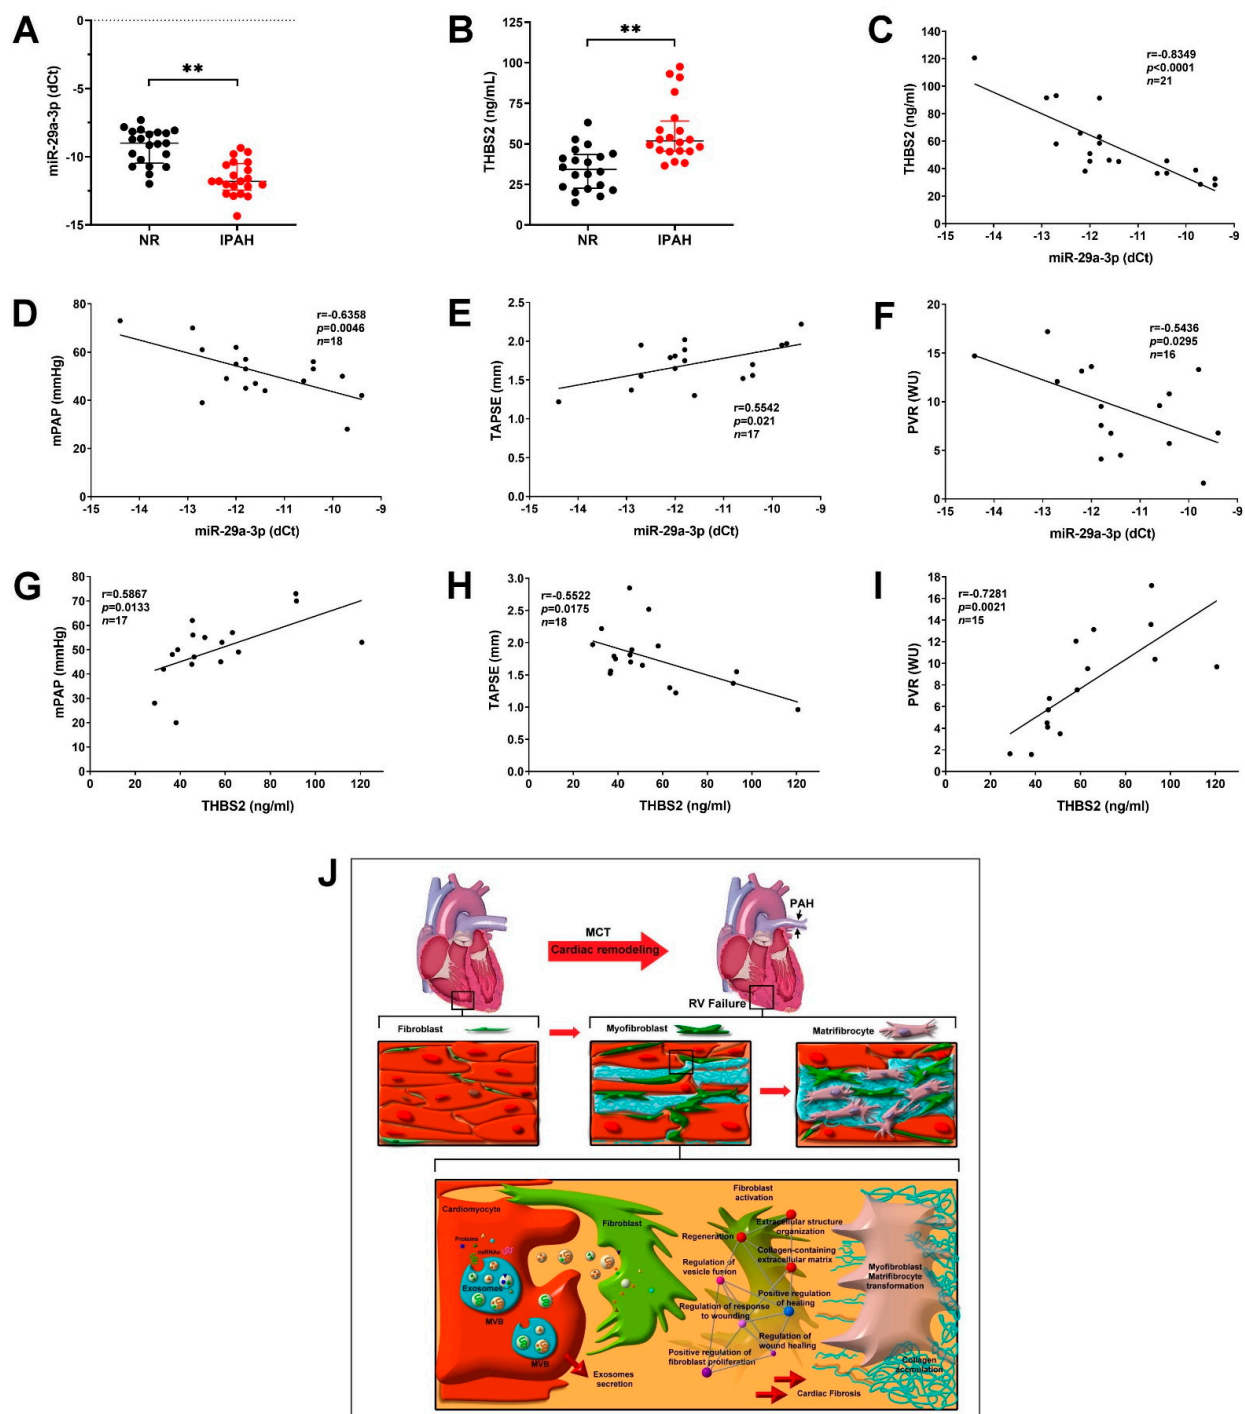 A
miR-29a-3p (dCt)
0
-5
-10
-15
**
NR
IPAH
B
THBS2 (ng/mL)
125
100
75
50
25
0
**
NR
IPAH
C
THBS2 (ng/ml)
140
120
100
80
60
40
20
0
r=-0.8349
p<0.0001
n=21
-15
-14
-13
-12
-11
-10
-9
miR-29a-3p (dCt)
D
mPAP (mmHg)
80
60
40
20
0
r=-0.6358
p=0.0046
n=18
-15
-14
-13
-12
-11
-10
-9
miR-29a-3p (dCt)
E
TAPSE (mm)
2.5
2.0
1.5
1.0
0.5
0.0
r=0.5542
p=0.021
n=17
-15
-14
-13
-12
-11
-10
-9
miR-29a-3p (dCt)
F
PVR (WU)
20
15
10
5
0
r=-0.5436
p=0.0295
n=16
-15
-14
-13
-12
-11
-10
-9
miR-29a-3p (dCt)
G
mPAP (mmHg)
80
70
60
50
40
30
20
10
0
r=0.5867
p=0.0133
n=17
0
20
40
60
80
100
120
THBS2 (ng/ml)
H
TAPSE (mm)
3.0
2.5
2.0
1.5
1.0
0.5
0.0
r=-0.5522
p=0.0175
n=18
0
20
40
60
80
100
120
THBS2 (ng/ml)
I
PVR (WU)
18
16
14
12
10
8
6
4
2
0
r=-0.7281
p=0.0021
n=15
0
20
40
60
80
100
120
THBS2 (ng/ml)
J
MCT
Cardiac remodeling
PAH
RV Failure
Fibroblast
Myofibroblast
Matrifibrocyte
Cardiomyocyte
Proteins
miRNAs
Exosomes
MVB
MVB
Exosomes
secretion
Fibroblast
Fibroblast
activation
Extracellular structure
organization
Regeneration
Collagen-containing
extracellular matrix
Regulation of
vesicle fusion
Positive regulation
of healing
Regulation of response
to wounding
Regulation of
wound healing
Positive regulation of
fibroblast proliferation
Cardiac Fibrosis
Myofibroblast
Matrifibrocyte
transformation
Collagen
accmulation